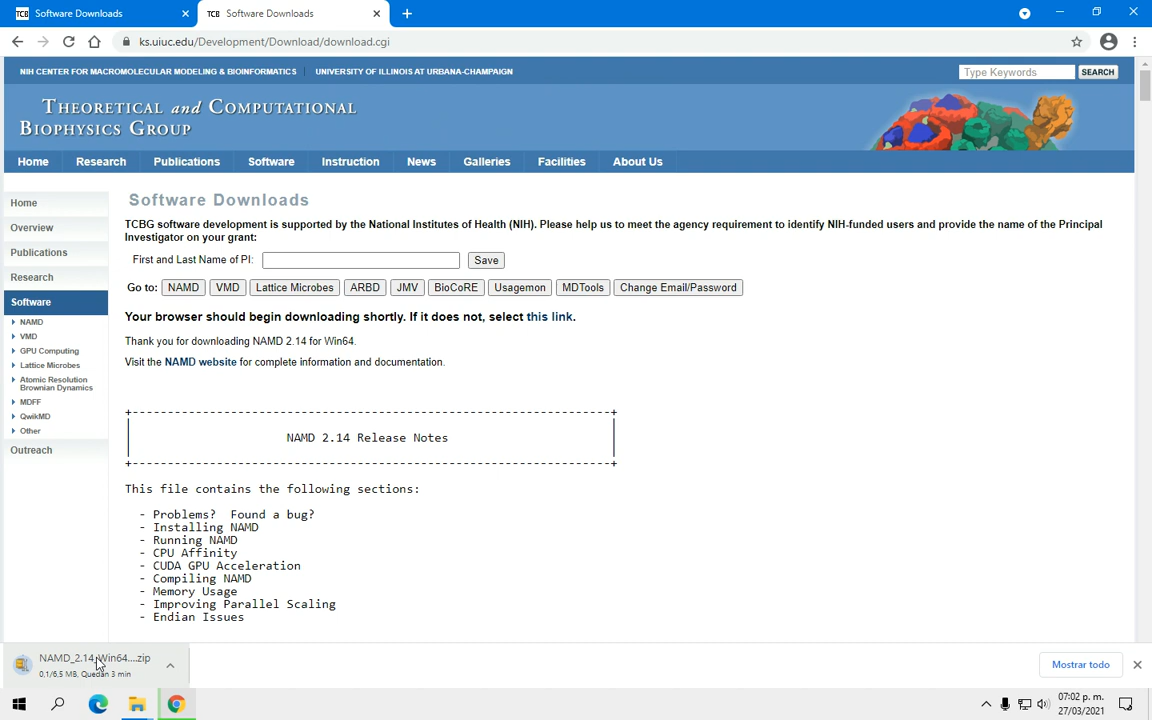 Software Downloads
Software Downloads
ks.uiuc.edu/Development/Download/download.cgi
NIH CENTER FOR MACROMOLECULAR MODELING & BIOINFORMATICS | UNIVERSITY OF ILLINOIS AT URBANA-CHAMPAIGN
Type Keywords SEARCH
THEORETICAL and COMPUTATIONAL
BIOPHYSICS GROUP
Home Research Publications Software Instruction News Galleries Facilities About Us
Home
Overview
Publications
Research
Software
NAMD
VMD
GPU Computing
Lattice Microbes
Atomic Resolution
Brownian Dynamics
MDFF
QwikMD
Other
Outreach
Software Downloads
TCBG software development is supported by the National Institutes of Health (NIH). Please help us to meet the agency requirement to identify NIH-funded users and provide the name of the Principal
Investigator on your grant:
First and Last Name of PI: Save
Go to: NAMD VMD Lattice Microbes ARBD JMV BioCoRE Usagemon MDTools Change Email/Password
Your browser should begin downloading shortly. If it does not, select this link.
Thank you for downloading NAMD 2.14 for Win64.
Visit the NAMD website for complete information and documentation.
NAMD 2.14 Release Notes
This file contains the following sections:
- Problems? Found a bug?
- Installing NAMD
- Running NAMD
- CPU Affinity
- CUDA GPU Acceleration
- Compiling NAMD
- Memory Usage
- Improving Parallel Scaling
- Endian Issues
NAMD_2.14_Win64....zip
0,1/6,5 MB, Quedan 3 min
Mostrar todo
07:02 p. m.
27/03/2021